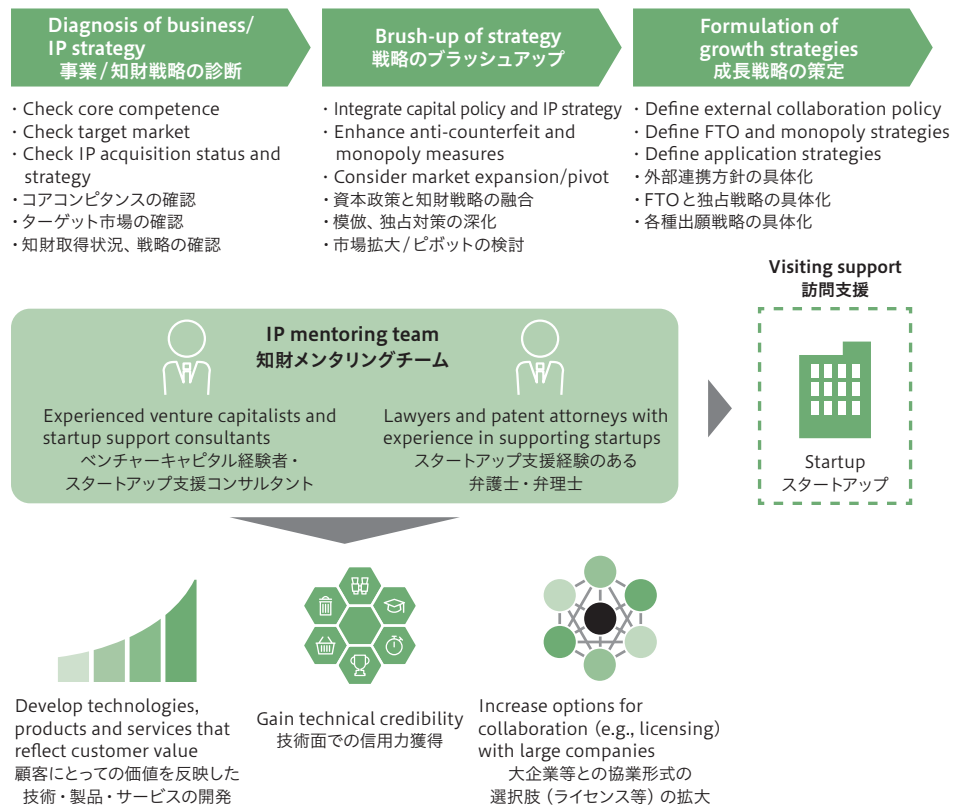 Diagnosis of business/
IP strategy
事業/知財戦略の診断
・Check core competence
・Check target market
・Check IP acquisition status and
strategy
・コアコンピタンスの確認
・ターゲット市場の確認
・知財取得状況、戦略の確認
Brush-up of strategy
戦略のブラッシュアップ
・Integrate capital policy and IP strategy
・Enhance anti-counterfeit and
monopoly measures
・Consider market expansion/pivot
・資本政策と知財戦略の融合
・模倣、独占対策の深化
・市場拡大/ピボットの検討
Formulation of
growth strategies
成長戦略の策定
・Define external collaboration policy
・Define FTO and monopoly strategies
・Define application strategies
・外部連携方針の具体化
・FTOと独占戦略の具体化
・各種出願戦略の具体化
IP mentoring team
知財メンタリングチーム
Experienced venture capitalists and
startup support consultants
ベンチャーキャピタル経験者・
スタートアップ支援コンサルタント
Lawyers and patent attorneys with
experience in supporting startups
スタートアップ支援経験のある
弁護士・弁理士
Visiting support
訪問支援
Startup
スタートアップ
Develop technologies,
products and services that
reflect customer value
顧客にとっての価値を反映した
技術・製品・サービスの開発
Gain technical credibility
技術面での信用力獲得
Increase options for
collaboration (e.g., licensing)
with large companies
大企業等との協業形式の
選択肢（ライセンス等）の拡大